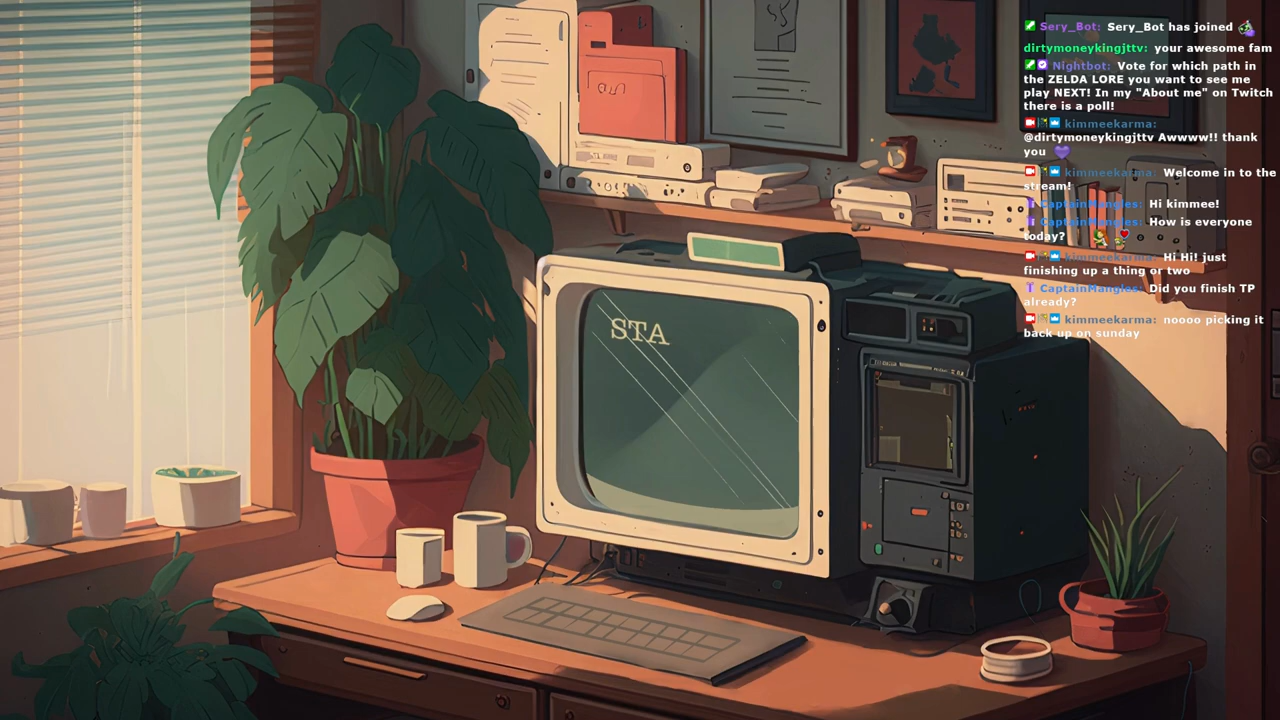 Sery_Bot: Sery_Bot has joined
dirtymoneykingjttv: your awesome fam
Nightbot: Vote for which path in
the ZELDA LORE you want to see me
play NEXT! In my "About me" on Twitch
there is a poll!
kimmeekarma:
@dirtymoneykingjttv Awwww!! thank
you
kimmeekarma: Welcome in to the
stream!
CaptainMangles: Hi kimmee!
CaptainMangles: How is everyone
today?
kimmeekarma: Hi Hi! just
finishing up a thing or two
CaptainMangles: Did you finish TP
already?
kimmeekarma: noooo picking it
back up on sunday
STA